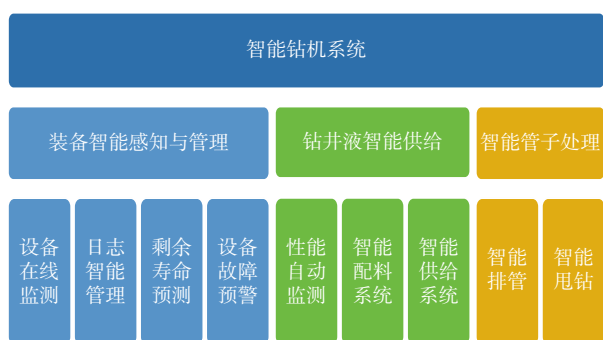 智能钻机系统
装备智能感知与管理
钻井液智能供给
智能管子处理
设备
在线
监测
日志
智能
管理
剩余
寿命
预测
设备
故障
预警
性能
自动
监测
智能
配料
系统
智能
供给
系统
智能
排管
智能
甩钻